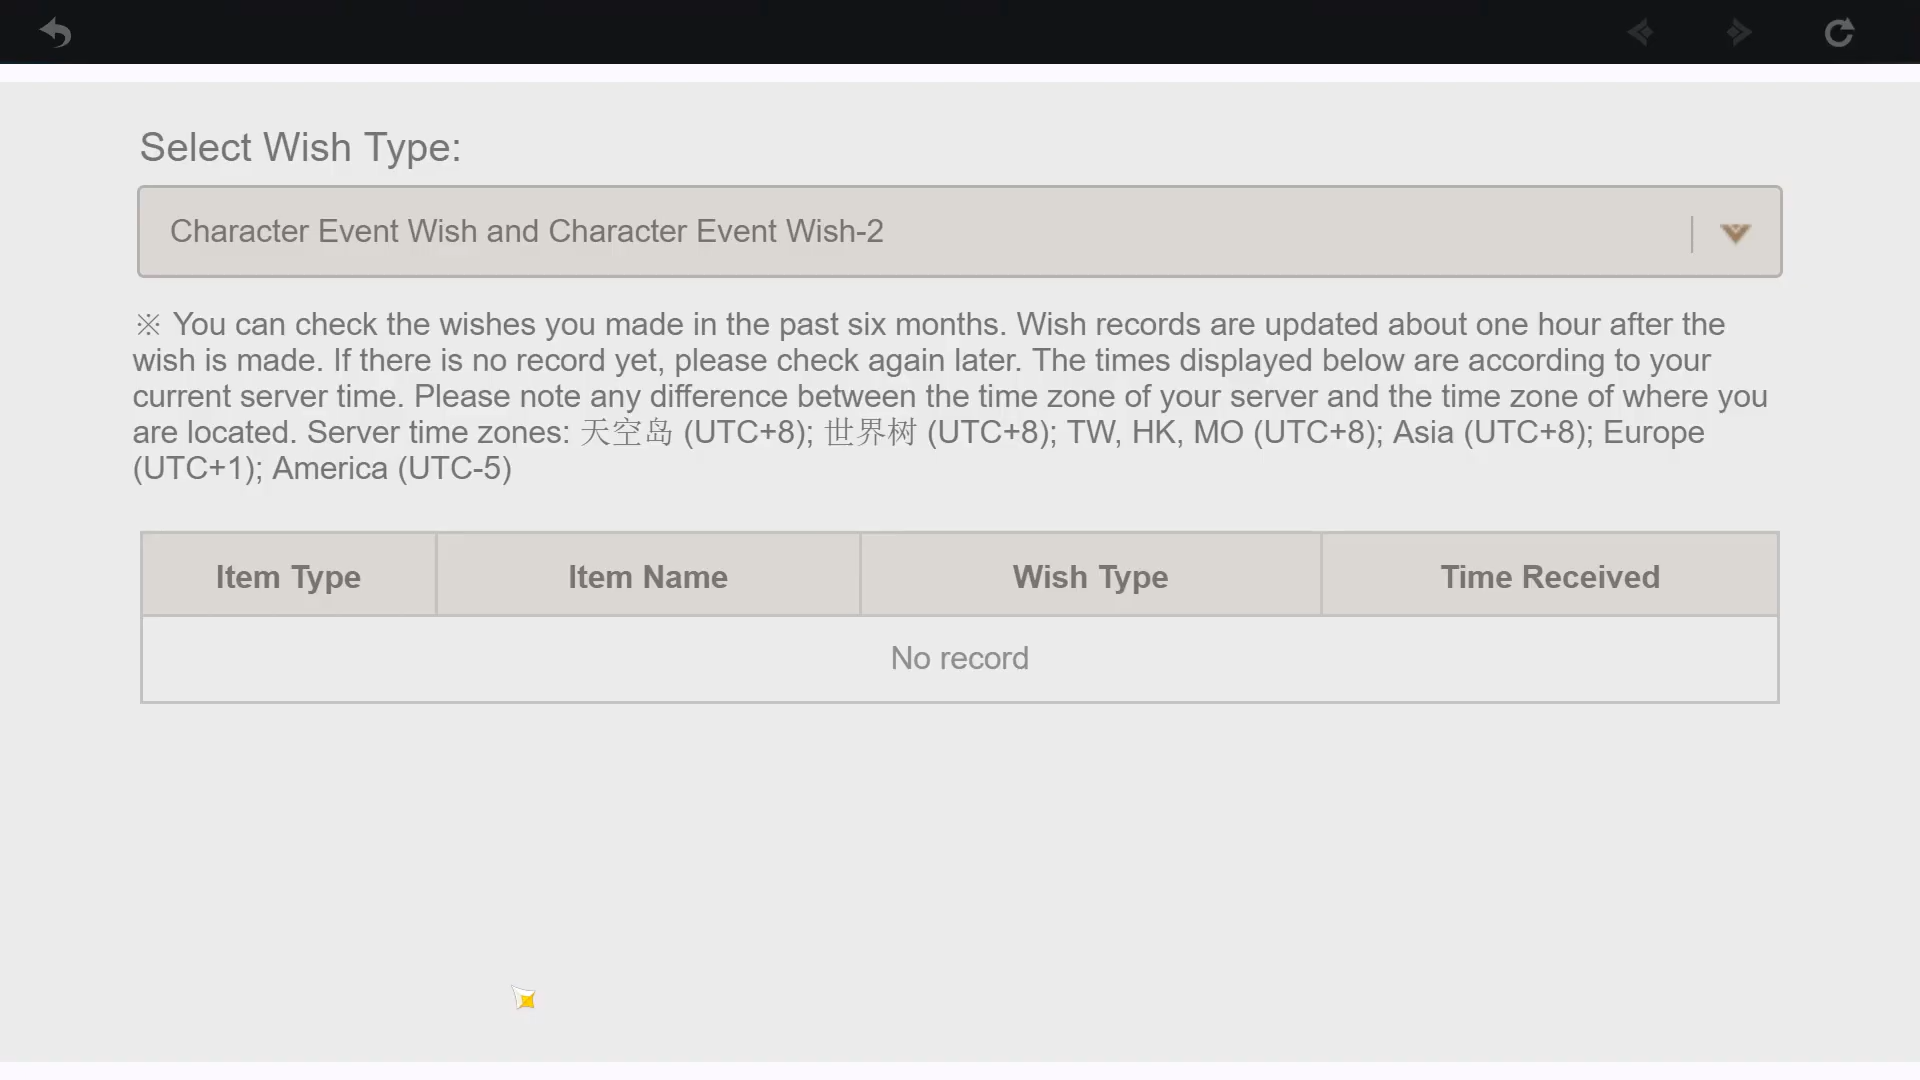 Select Wish Type:
Character Event Wish and Character Event Wish-2
※ You can check the wishes you made in the past six months. Wish records are updated about one hour after the
wish is made. If there is no record yet, please check again later. The times displayed below are according to your
current server time. Please note any difference between the time zone of your server and the time zone of where you
are located. Server time zones: 天空岛 (UTC+8); 世界树 (UTC+8); TW, HK, MO (UTC+8); Asia (UTC+8); Europe
(UTC+1); America (UTC-5)
Item Type Item Name Wish Type Time Received
No record